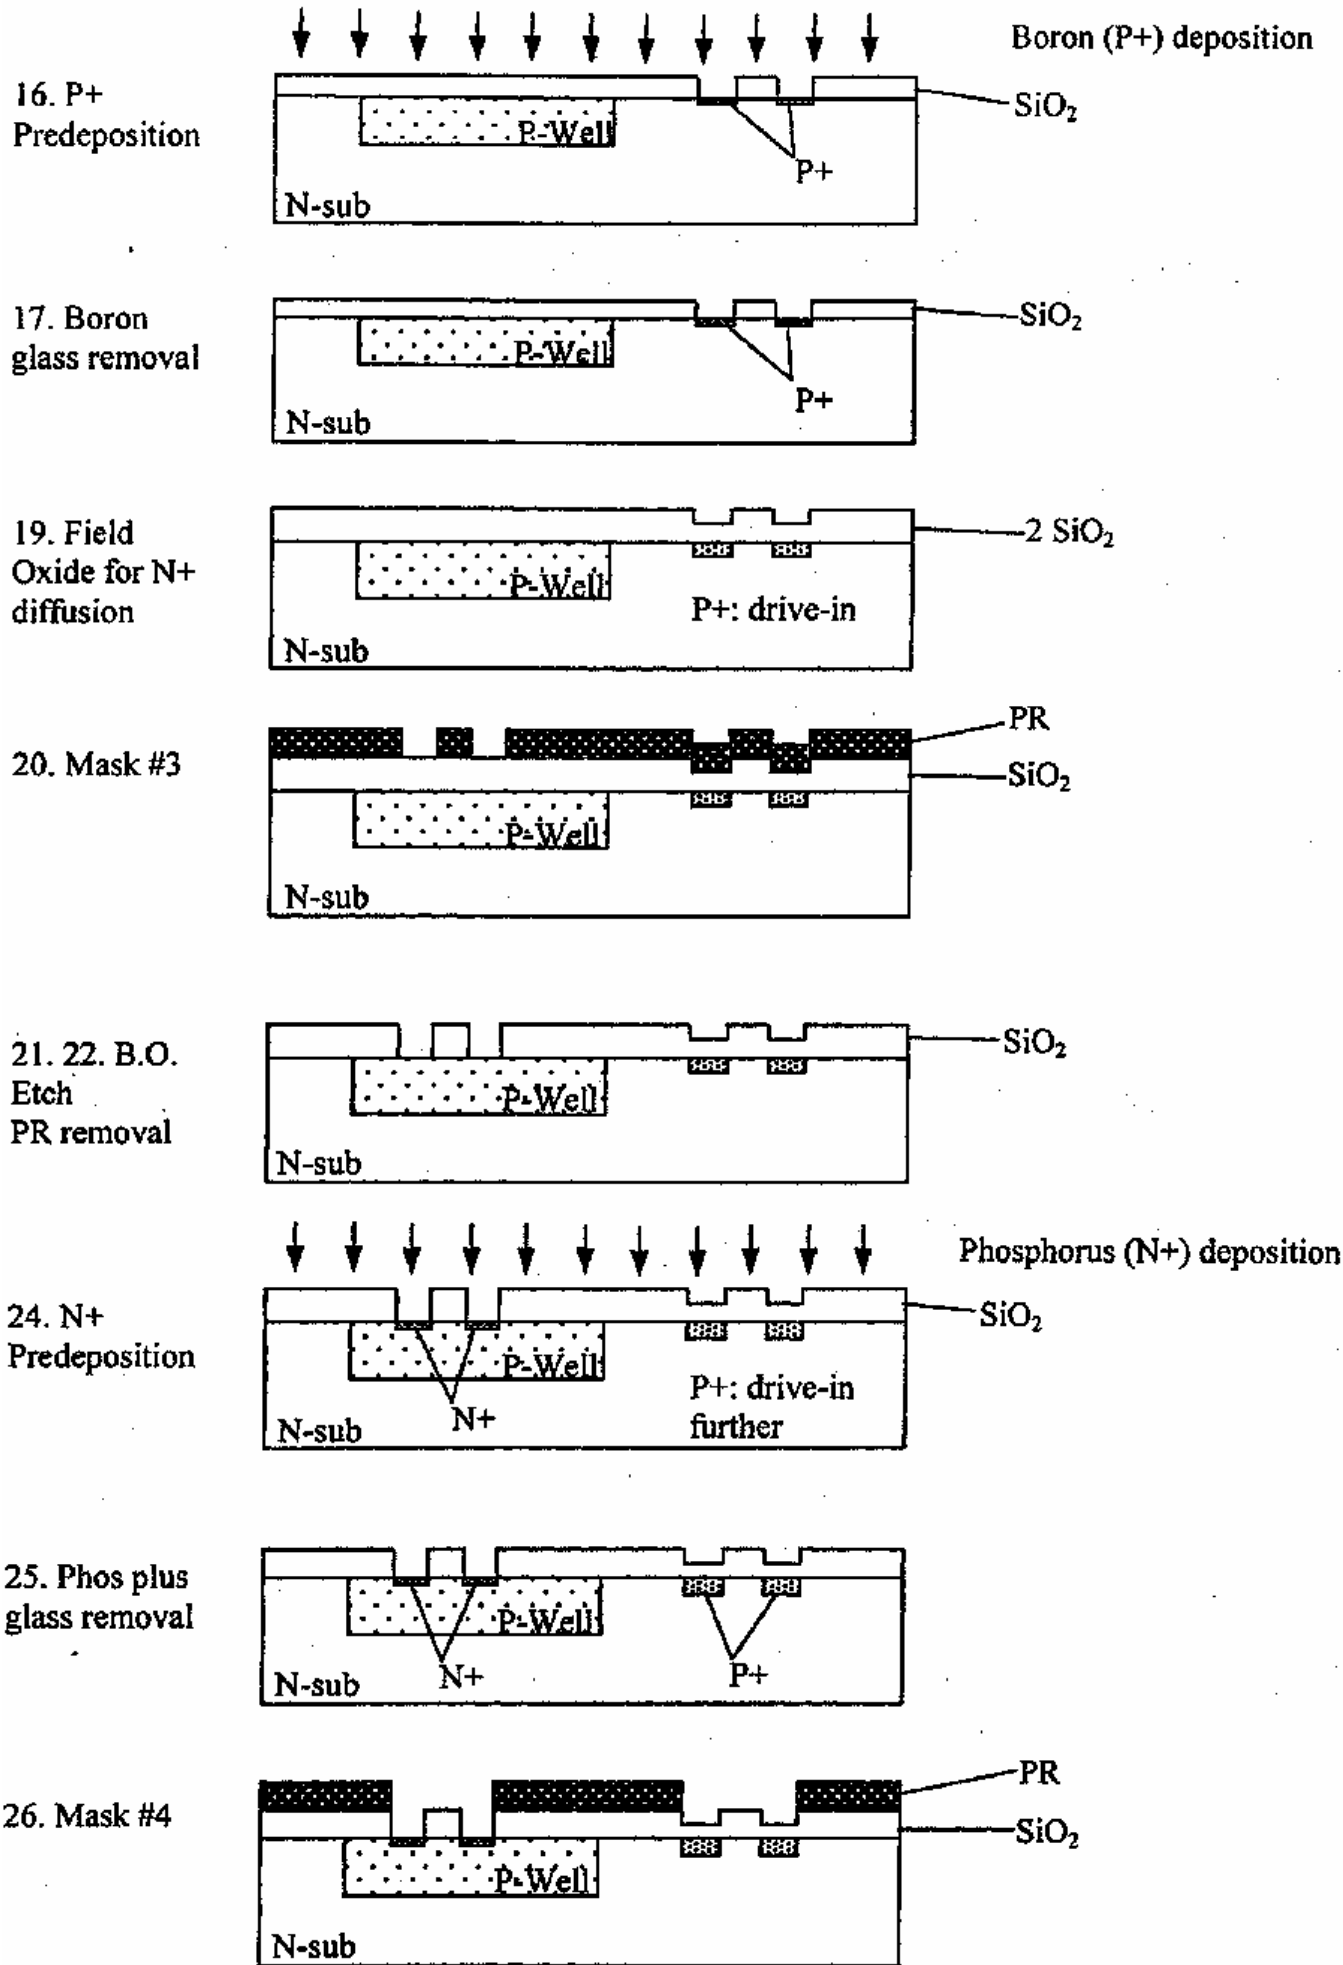 Boron (P+) deposition
16. P+
Predeposition
SiO₂
P-Well
P+
N-sub
17. Boron
glass removal
SiO₂
P-Well
P+
N-sub
19. Field
Oxide for N+
diffusion
2 SiO₂
P-Well
P+: drive-in
N-sub
20. Mask #3
PR
SiO₂
P-Well
N-sub
21. 22. B.O.
Etch
PR removal
SiO₂
P-Well
N-sub
Phosphorus (N+) deposition
24. N+
Predeposition
SiO₂
P-Well
P+: drive-in
further
N+
N-sub
25. Phos plus
glass removal
P-Well
N+
P+
N-sub
26. Mask #4
PR
SiO₂
P-Well
N-sub